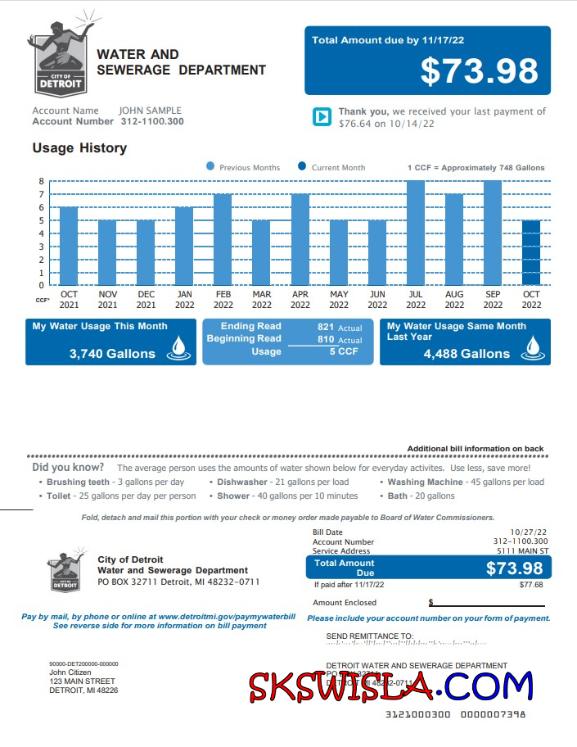 CITY OF
DETROIT
WATER AND
SEWERAGE DEPARTMENT
Total Amount due by 11/17/22
$73.98
Account Name JOHN SAMPLE
Account Number 312-1100.300
Thank you, we received your last payment of
$76.64 on 10/14/22
Usage History
Previous Months Current Month 1 CCF = Approximately 748 Gallons
8
7
6
5
4
3
2
1
0
CCF*
OCT NOV DEC JAN FEB MAR APR MAY JUN JUL AUG SEP OCT
2021 2021 2021 2022 2022 2022 2022 2022 2022 2022 2022 2022 2022
My Water Usage This Month
3,740 Gallons
Ending Read 821 Actual
Beginning Read 810 Actual
Usage 5 CCF
My Water Usage Same Month
Last Year
4,488 Gallons
Additional bill information on back
Did you know? The average person uses the amounts of water shown below for everyday activites. Use less, save more!
• Brushing teeth - 3 gallons per day • Dishwasher - 21 gallons per load • Washing Machine - 45 gallons per load
• Toilet - 25 gallons per day per person • Shower - 40 gallons per 10 minutes • Bath - 20 gallons
Fold, detach and mail this portion with your check or money order made payable to Board of Water Commissioners.
CITY OF
DETROIT
City of Detroit
Water and Sewerage Department
PO BOX 32711 Detroit, MI 48232-0711
Bill Date 10/27/22
Account Number 312-1100.300
Service Address 5111 MAIN ST
Total Amount
Due
$73.98
If paid after 11/17/22 $77.68
Amount Enclosed $
Pay by mail, by phone or online at www.detroitmi.gov/paymywaterbill
See reverse side for more information on bill payment
Please include your account number on your form of payment.
SEND REMITTANCE TO:
90000-DET200000-000000
John Citizen
123 MAIN STREET
DETROIT, MI 48226
DETROIT WATER AND SEWERAGE DEPARTMENT
PO
SKSWISLA.COM
3121000300 0000007398